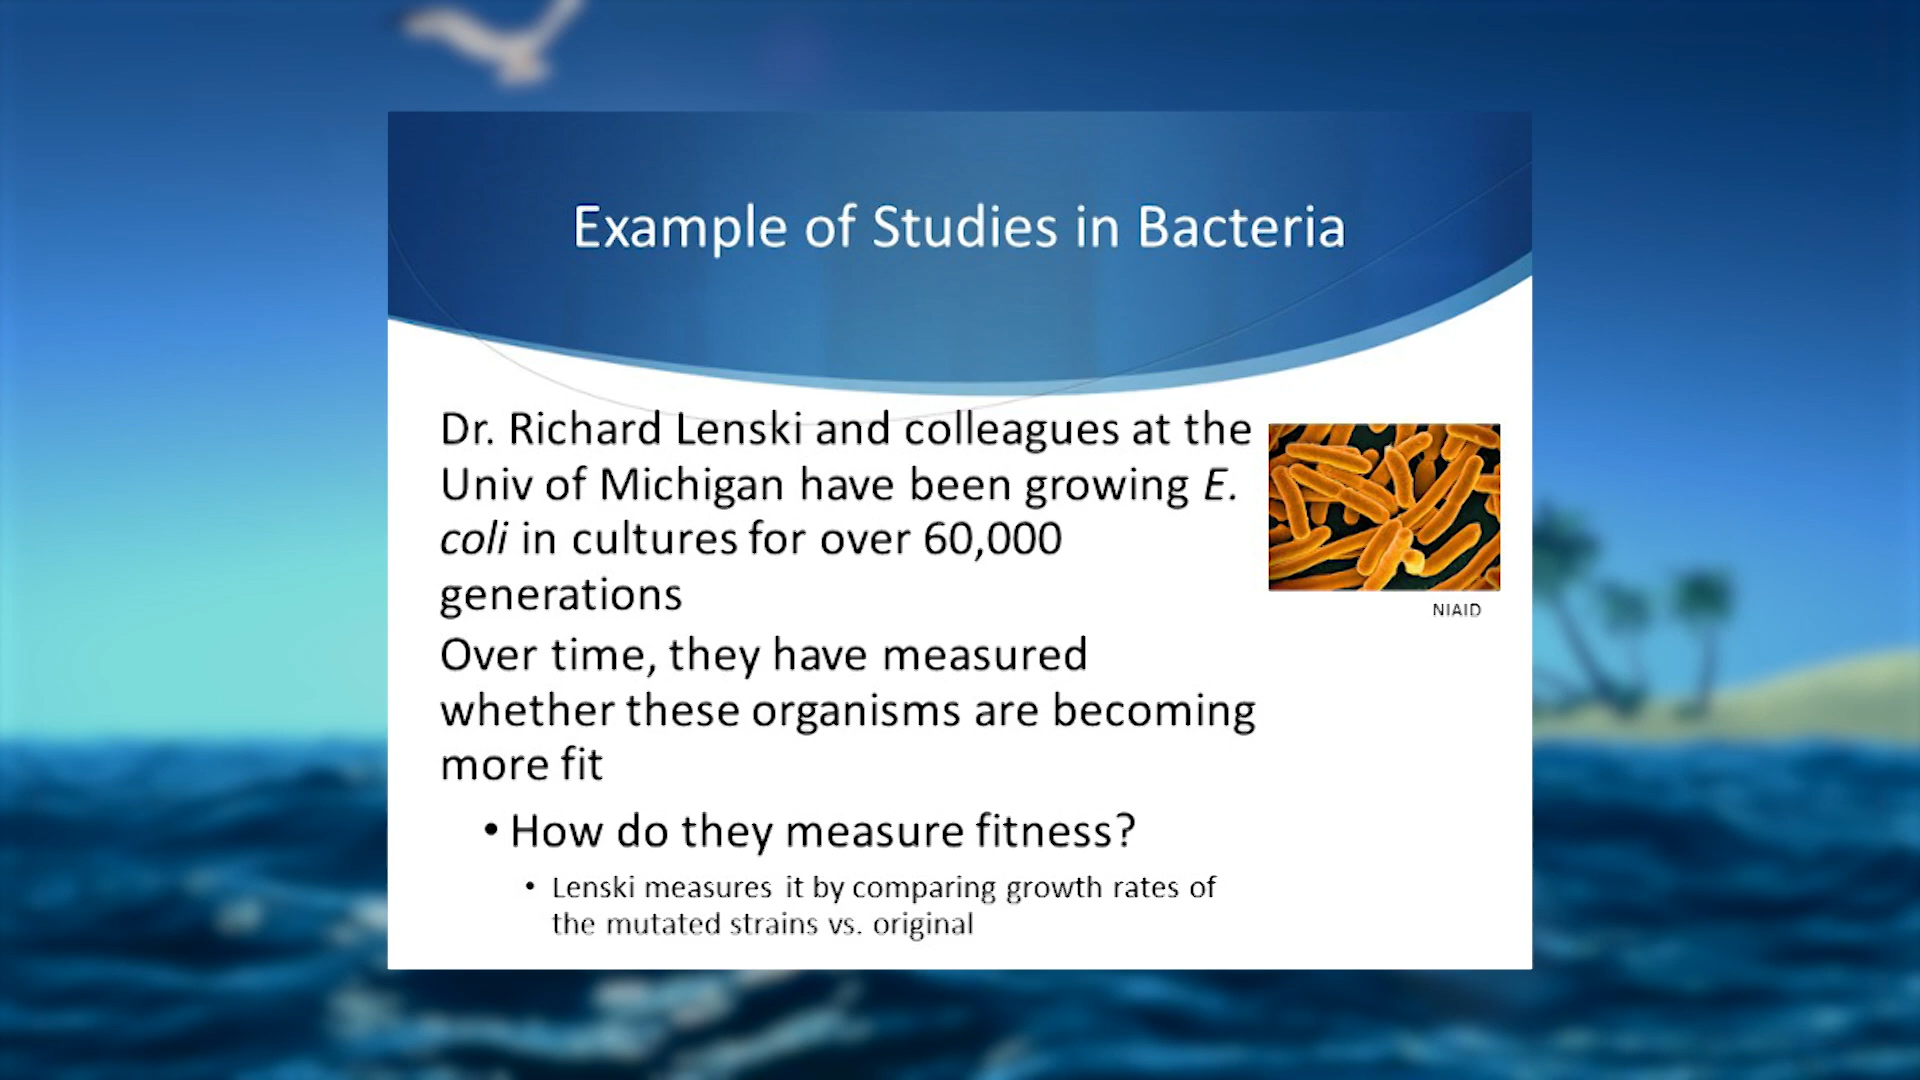 Example of Studies in Bacteria
Dr. Richard Lenski and colleagues at the
Univ of Michigan have been growing E.
coli in cultures for over 60,000
generations
NIAID
Over time, they have measured
whether these organisms are becoming
more fit
• How do they measure fitness?
• Lenski measures it by comparing growth rates of
the mutated strains vs. original